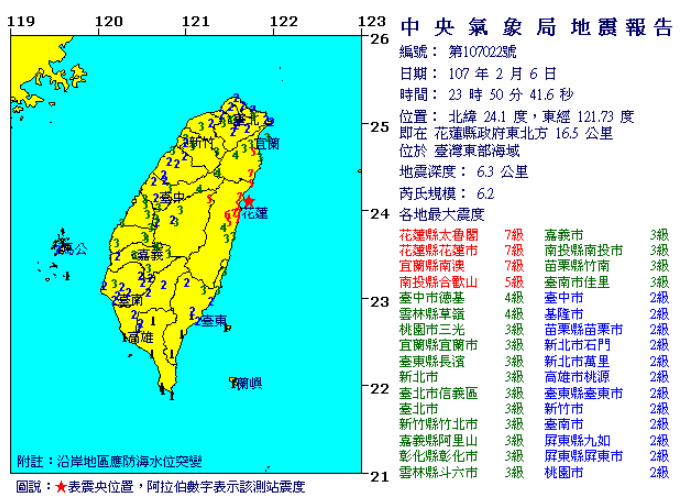 中央氣象局地震報告
編號： 第107022號
日期： 107 年 2 月 6 日
時間： 23 時 50 分 41.6 秒
位置： 北緯 24.1 度，東經 121.73 度
即在 花蓮縣政府東北方 16.5 公里
位於 臺灣東部海域
地震深度： 6.3 公里
芮氏規模： 6.2
各地最大震度
花蓮縣太魯閣 7級 嘉義市 3級
花蓮縣花蓮市 7級 南投縣南投市 3級
宜蘭縣南澳 7級 苗栗縣竹南 3級
南投縣合歡山 5級 臺南市佳里 3級
臺中市德基 4級 臺中市 2級
雲林縣草嶺 4級 基隆市 2級
桃園市三光 3級 苗栗縣苗栗市 2級
宜蘭縣宜蘭市 3級 新北市石門 2級
臺東縣長濱 3級 新北市萬里 2級
新北市 3級 高雄市桃源 2級
臺北市信義區 3級 臺東縣臺東市 2級
臺北市 3級 新竹市 2級
新竹縣竹北市 3級 臺南市 2級
嘉義縣阿里山 3級 屏東縣九如 2級
彰化縣彰化市 3級 屏東縣屏東市 2級
雲林縣斗六市 3級 桃園市 2級
119 120 121 122 123
26
25
24
23
22
21
臺北
新竹
宜蘭
臺中
花蓮
馬公
嘉義
臺南
臺東
高雄
蘭嶼
附註：沿岸地區應防海水位突變
圖說：★表震央位置，阿拉伯數字表示該測站震度